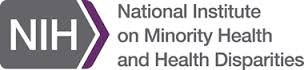 NIH
National Institute
on Minority Health
and Health Disparities